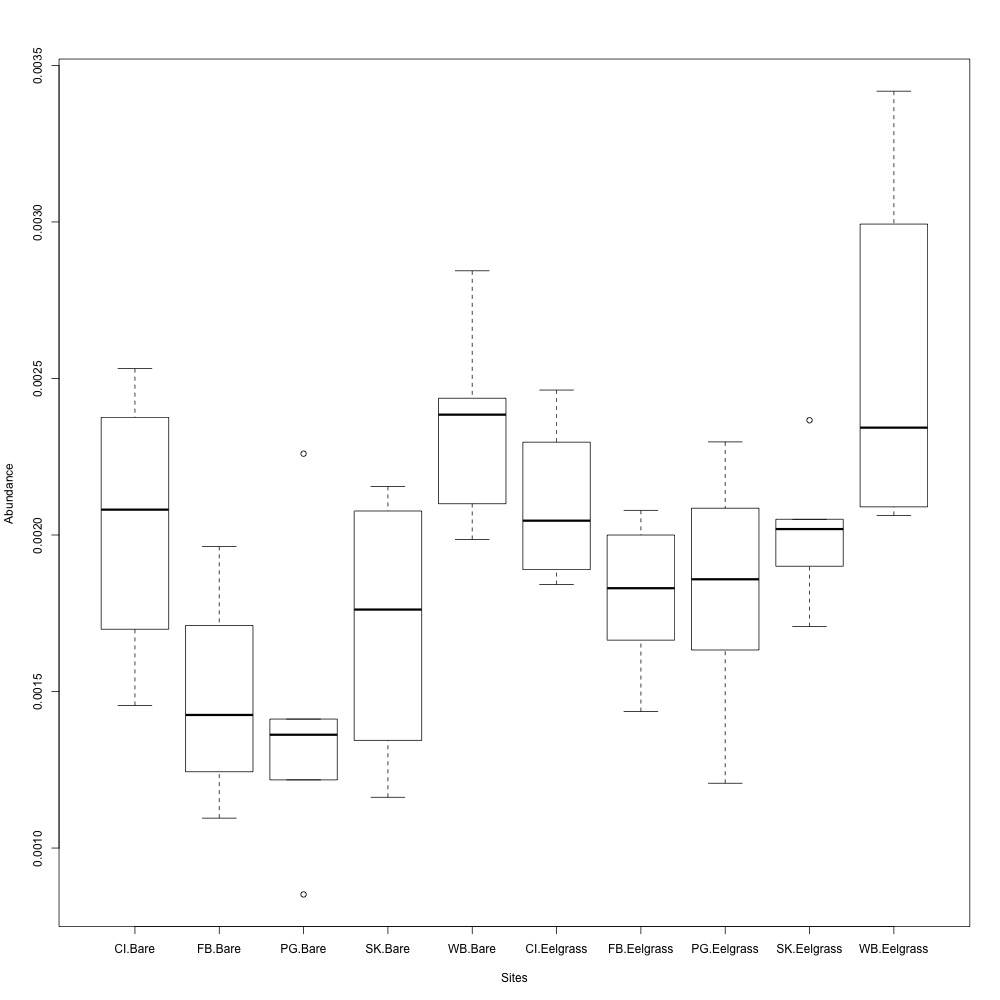 Abundance
0.0035
0.0030
0.0025
0.0020
0.0015
0.0010
CI.Bare FB.Bare PG.Bare SK.Bare WB.Bare CI.Eelgrass FB.Eelgrass PG.Eelgrass SK.Eelgrass WB.Eelgrass
Sites